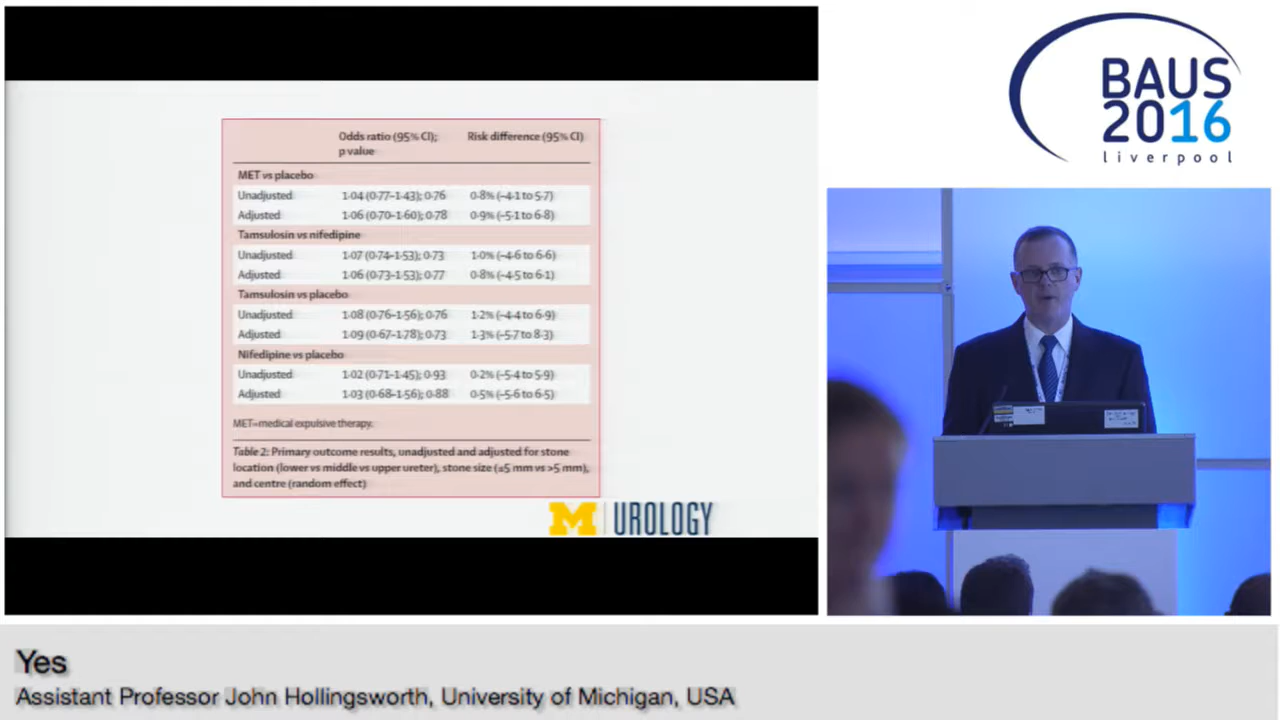 Odds ratio (95% CI); p value
Risk difference (95% CI)
MET vs placebo
Unadjusted 1·04 (0·77–1·43); 0·76 0·8% (–4·1 to 5·7)
Adjusted 1·06 (0·70–1·60); 0·78 0·9% (–5·1 to 6·8)
Tamsulosin vs nifedipine
Unadjusted 1·07 (0·74–1·53); 0·73 1·0% (–4·6 to 6·6)
Adjusted 1·06 (0·73–1·53); 0·77 0·8% (–4·5 to 6·1)
Tamsulosin vs placebo
Unadjusted 1·08 (0·76–1·56); 0·76 1·2% (–4·4 to 6·9)
Adjusted 1·09 (0·67–1·78); 0·73 1·3% (–5·7 to 8·3)
Nifedipine vs placebo
Unadjusted 1·02 (0·71–1·45); 0·93 0·2% (–5·4 to 5·9)
Adjusted 1·03 (0·68–1·56); 0·88 0·5% (–5·6 to 6·5)
MET=medical expulsive therapy.
Table 2: Primary outcome results, unadjusted and adjusted for stone
location (lower vs middle vs upper ureter), stone size (≤5 mm vs >5 mm),
and centre (random effect)
M UROLOGY
BAUS
2016
liverpool
Yes
Assistant Professor John Hollingsworth, University of Michigan, USA